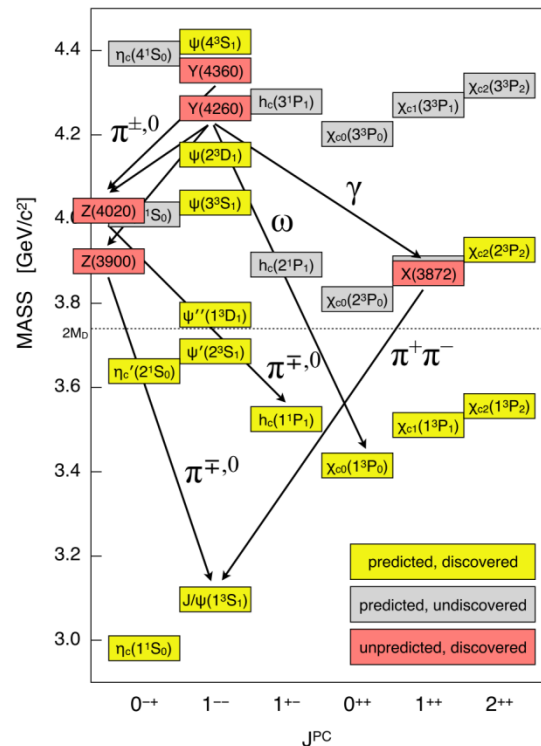 4.4
4.2
4.0
3.8
3.6
3.4
3.2
3.0
MASS [GeV/c²]
2M_D
η_c(4¹S₀)
ψ(4³S₁)
Y(4360)
Y(4260)
h_c(3¹P₁)
χ_c0(3³P₀)
χ_c1(3³P₁)
χ_c2(3³P₂)
π±,0
ψ(2³D₁)
γ
Z(4020)
¹S₀)
ψ(3³S₁)
ω
Z(3900)
h_c(2¹P₁)
χ_c0(2³P₀)
X(3872)
χ_c2(2³P₂)
ψ′′(1³D₁)
ψ′(2³S₁)
η_c′(2¹S₀)
π∓,0
π⁺π⁻
h_c(1¹P₁)
χ_c0(1³P₀)
χ_c1(1³P₁)
χ_c2(1³P₂)
π∓,0
J/ψ(1³S₁)
η_c(1¹S₀)
predicted, discovered
predicted, undiscovered
unpredicted, discovered
0⁻⁺ 1⁻⁻ 1⁺⁻ 0⁺⁺ 1⁺⁺ 2⁺⁺
J^PC